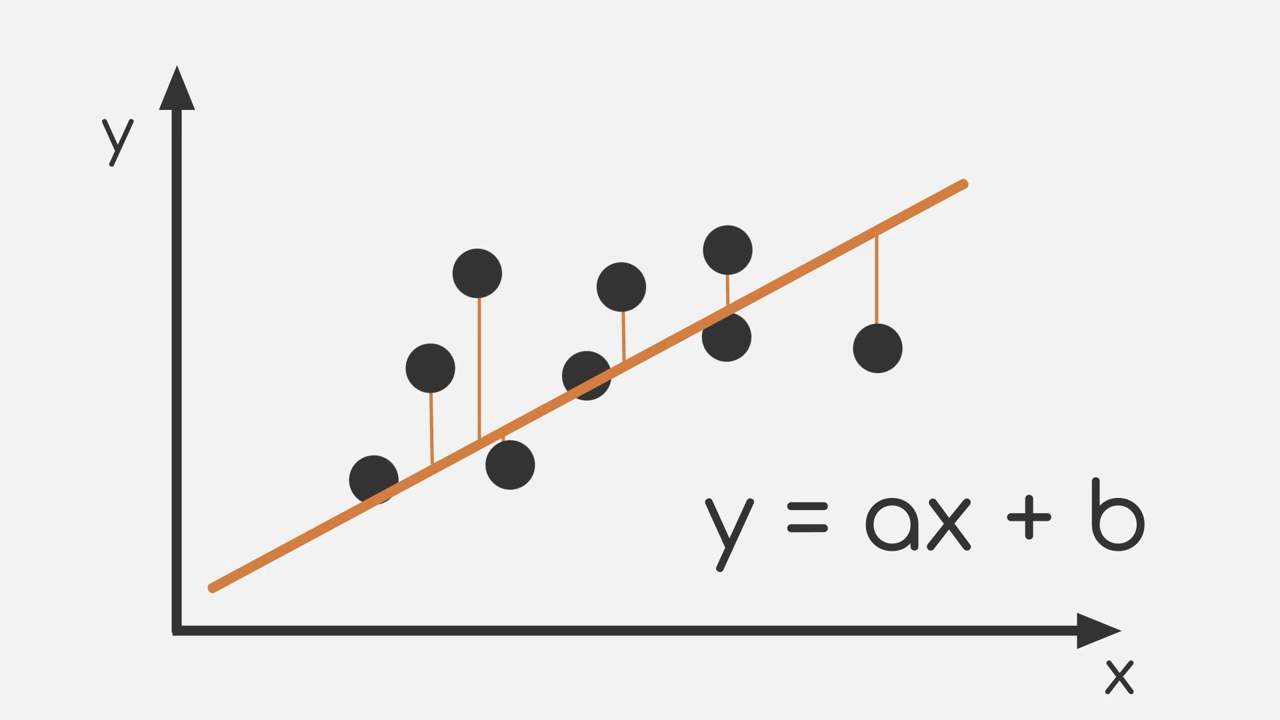 y
y = ax + b
x